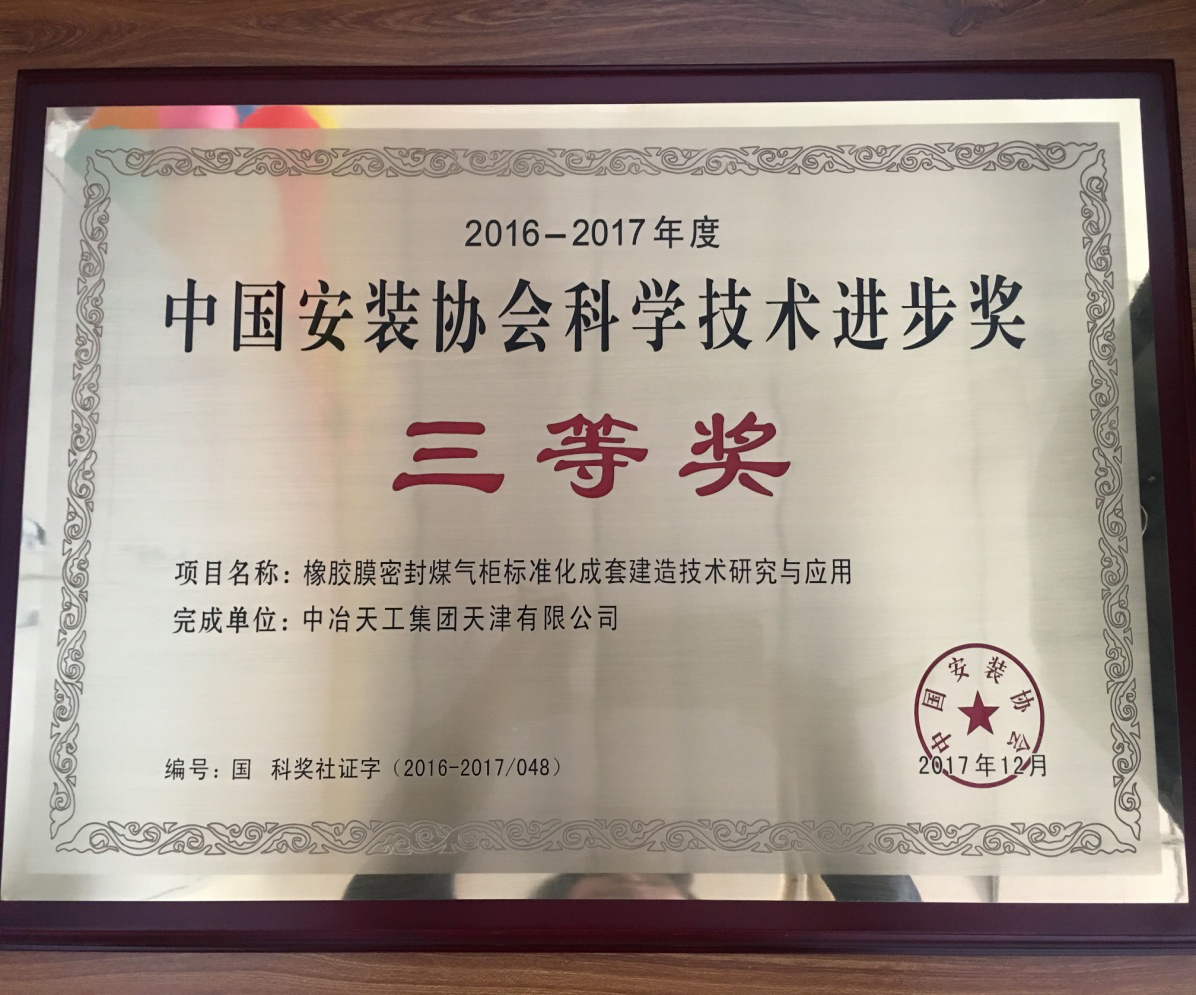 2016-2017年度
中国安装协会科学技术进步奖
三等奖
项目名称：橡胶膜密封煤气柜标准化成套建造技术研究与应用
完成单位：中冶天工集团天津有限公司
中国安装协会
编号：国 科奖社证字（2016-2017/048）
2017年12月